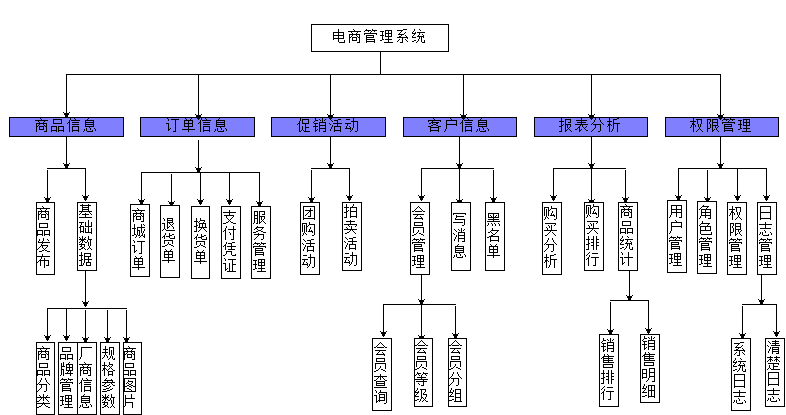 电商管理系统
商品信息
订单信息
促销活动
客户信息
报表分析
权限管理
商品发布
基础数据
商城订单
退货单
换货单
支付凭证
服务管理
团购活动
拍卖活动
会员管理
写消息
黑名单
购买分析
购买排行
商品统计
用户管理
角色管理
权限管理
日志管理
商品分类
品牌管理
厂商信息
规格参数
商品图片
会员查询
会员等级
会员分组
销售排行
销售明细
系统日志
清楚日志